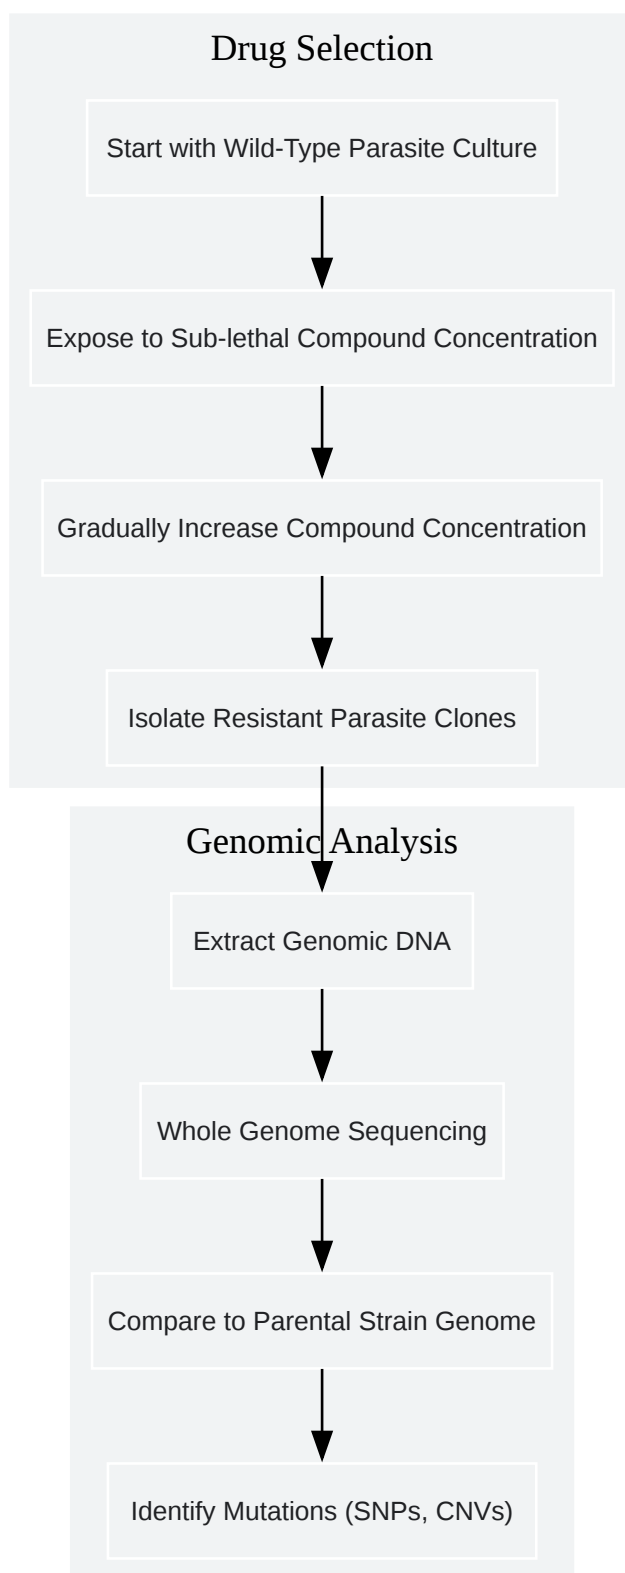 Drug Selection
Start with Wild-Type Parasite Culture
Expose to Sub-lethal Compound Concentration
Gradually Increase Compound Concentration
Isolate Resistant Parasite Clones
Genomic Analysis
Extract Genomic DNA
Whole Genome Sequencing
Compare to Parental Strain Genome
Identify Mutations (SNPs, CNVs)